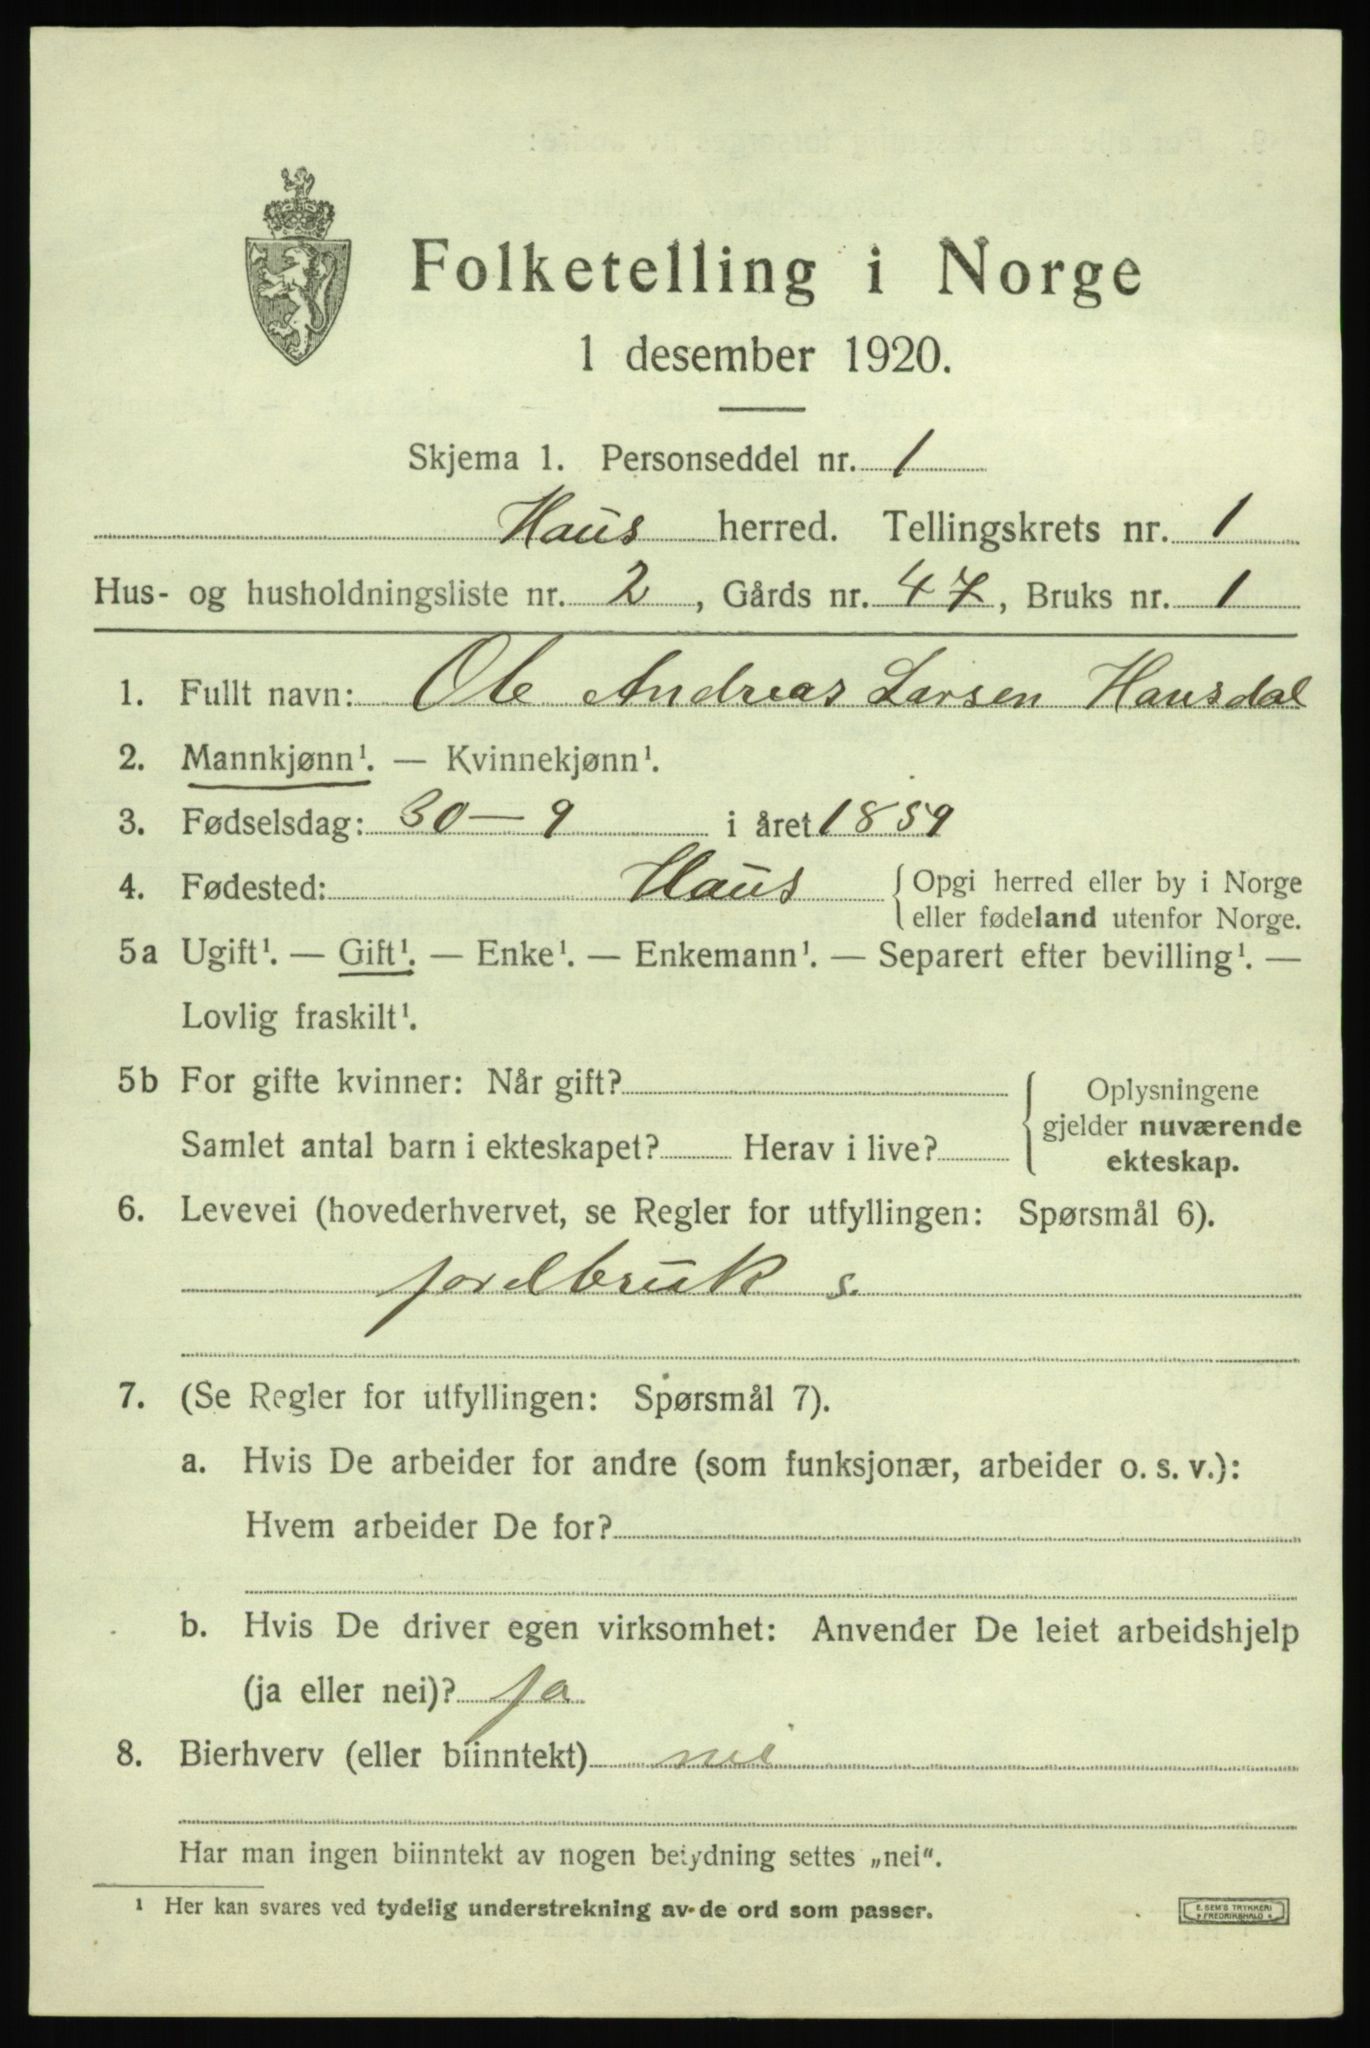 Folketelling i Norge
1 desember 1920.
Skjema 1. Personseddel nr. 1
Haus herred. Tellingskrets nr. 1
Hus- og husholdningsliste nr. 2, Gårds nr. 47, Bruks nr. 1
1. Fullt navn: Ole Andreas Larsen Hausdal
2. Mannkjønn¹. — Kvinnekjønn¹.
3. Fødselsdag: 30 – 9 i året 1859
4. Fødested: Haus { Opgi herred eller by i Norge
eller fødeland utenfor Norge.
5a Ugift¹. — Gift¹. — Enke¹. — Enkemann¹. — Separert efter bevilling¹. —
Lovlig fraskilt¹.
5b For gifte kvinner: Når gift?
Samlet antal barn i ekteskapet? Herav i live?
Oplysningene
gjelder nuværende
ekteskap.
6. Levevei (hovederhvervet, se Regler for utfyllingen: Spørsmål 6).
jordbruk s.
7. (Se Regler for utfyllingen: Spørsmål 7).
a. Hvis De arbeider for andre (som funksjonær, arbeider o. s. v.):
Hvem arbeider De for?
b. Hvis De driver egen virksomhet: Anvender De leiet arbeidshjelp
(ja eller nei)? ja
8. Bierhverv (eller biinntekt) nei
Har man ingen biinntekt av nogen betydning settes „nei“.
¹ Her kan svares ved tydelig understrekning av de ord som passer.
E. SEM'S TRYKKERI
FREDRIKSHALD